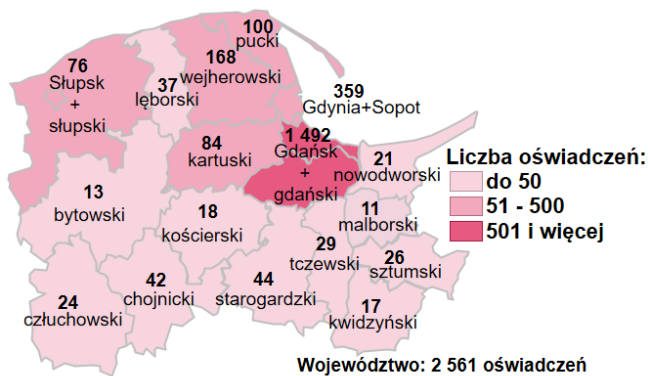 100
pucki
76
Słupsk
+
słupski
37
lęborski
168
wejherowski
359
Gdynia+Sopot
84
kartuski
1 492
Gdańsk
+
gdański
21
nowodworski
Liczba oświadczeń:
do 50
51 - 500
501 i więcej
13
bytowski
18
kościerski
11
malborski
29
tczewski
26
sztumski
24
człuchowski
42
chojnicki
44
starogardzki
17
kwidzyński
Województwo: 2 561 oświadczeń